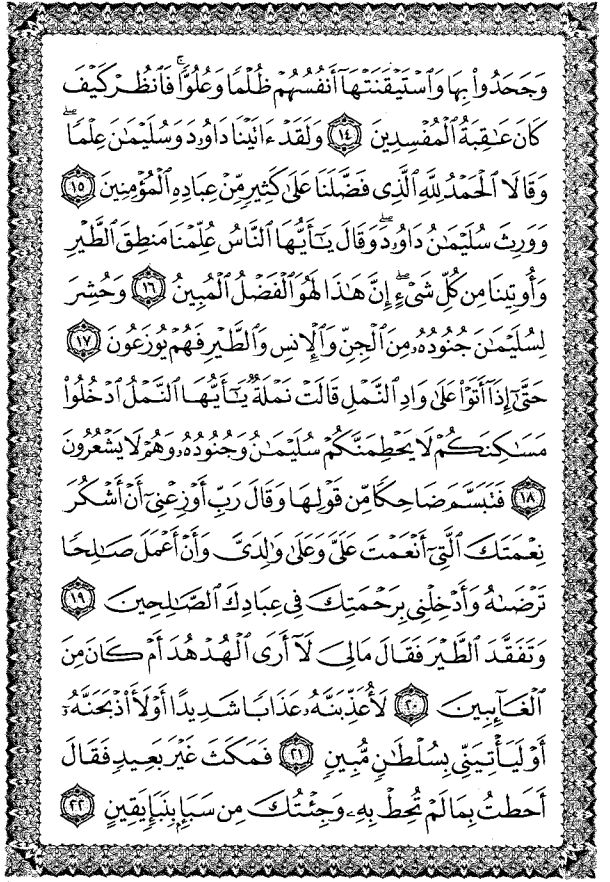 وَجَحَدُوا۟ بِهَا وَٱسْتَيْقَنَتْهَآ أَنفُسُهُمْ ظُلْمًا وَعُلُوًّا ۚ فَٱنظُرْ كَيْفَ
كَانَ عَـٰقِبَةُ ٱلْمُفْسِدِينَ ١٤ وَلَقَدْ ءَاتَيْنَا دَاوُۥدَ وَسُلَيْمَـٰنَ عِلْمًا ۖ
وَقَالَا ٱلْحَمْدُ لِلَّهِ ٱلَّذِى فَضَّلَنَا عَلَىٰ كَثِيرٍ مِّنْ عِبَادِهِ ٱلْمُؤْمِنِينَ ١٥
وَوَرِثَ سُلَيْمَـٰنُ دَاوُۥدَ ۖ وَقَالَ يَـٰٓأَيُّهَا ٱلنَّاسُ عُلِّمْنَا مَنطِقَ ٱلطَّيْرِ
وَأُوتِينَا مِن كُلِّ شَىْءٍ ۖ إِنَّ هَـٰذَا لَهُوَ ٱلْفَضْلُ ٱلْمُبِينُ ١٦ وَحُشِرَ
لِسُلَيْمَـٰنَ جُنُودُهُۥ مِنَ ٱلْجِنِّ وَٱلْإِنسِ وَٱلطَّيْرِ فَهُمْ يُوزَعُونَ ١٧
حَتَّىٰٓ إِذَآ أَتَوْا۟ عَلَىٰ وَادِ ٱلنَّمْلِ قَالَتْ نَمْلَةٌ يَـٰٓأَيُّهَا ٱلنَّمْلُ ٱدْخُلُوا۟
مَسَـٰكِنَكُمْ لَا يَحْطِمَنَّكُمْ سُلَيْمَـٰنُ وَجُنُودُهُۥ وَهُمْ لَا يَشْعُرُونَ
١٨ فَتَبَسَّمَ ضَاحِكًا مِّن قَوْلِهَا وَقَالَ رَبِّ أَوْزِعْنِىٓ أَنْ أَشْكُرَ
نِعْمَتَكَ ٱلَّتِىٓ أَنْعَمْتَ عَلَىَّ وَعَلَىٰ وَٰلِدَىَّ وَأَنْ أَعْمَلَ صَـٰلِحًا
تَرْضَىٰهُ وَأَدْخِلْنِى بِرَحْمَتِكَ فِى عِبَادِكَ ٱلصَّـٰلِحِينَ ١٩
وَتَفَقَّدَ ٱلطَّيْرَ فَقَالَ مَالِىَ لَآ أَرَى ٱلْهُدْهُدَ أَمْ كَانَ مِنَ
ٱلْغَآئِبِينَ ٢٠ لَأُعَذِّبَنَّهُۥ عَذَابًا شَدِيدًا أَوْ لَأَا۟ذْبَحَنَّهُۥٓ
أَوْ لَيَأْتِيَنِّى بِسُلْطَـٰنٍ مُّبِينٍ ٢١ فَمَكَثَ غَيْرَ بَعِيدٍ فَقَالَ
أَحَطتُ بِمَا لَمْ تُحِطْ بِهِۦ وَجِئْتُكَ مِن سَبَإٍۭ بِنَبَإٍ يَقِينٍ ٢٢